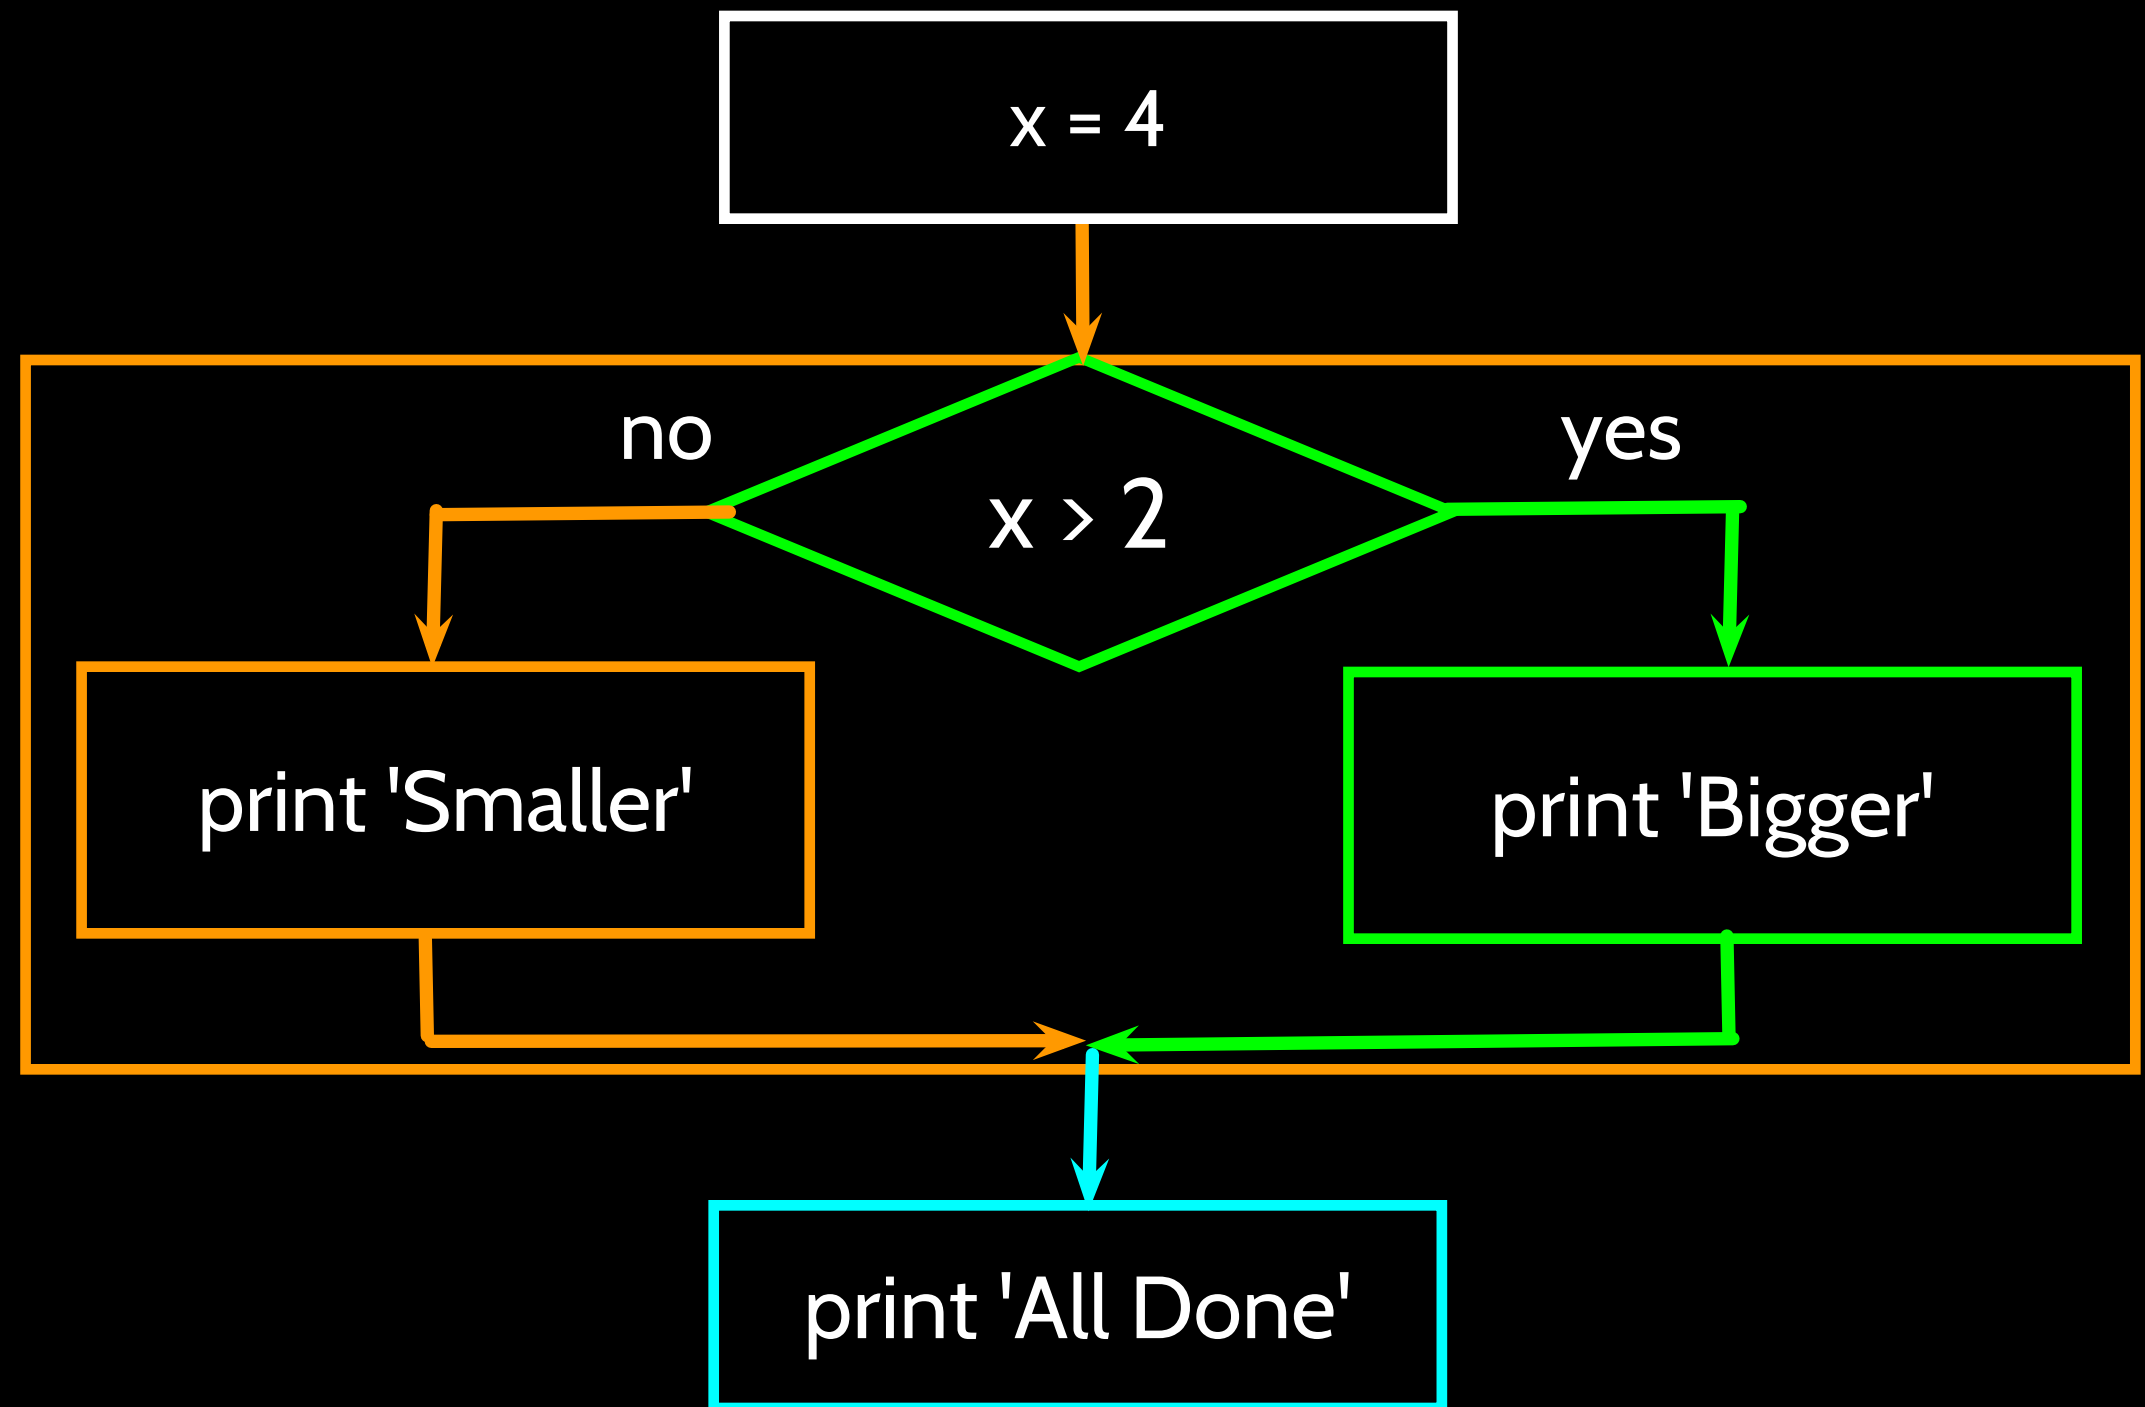 x = 4
no
yes
x > 2
print 'Smaller'
print 'Bigger'
print 'All Done'